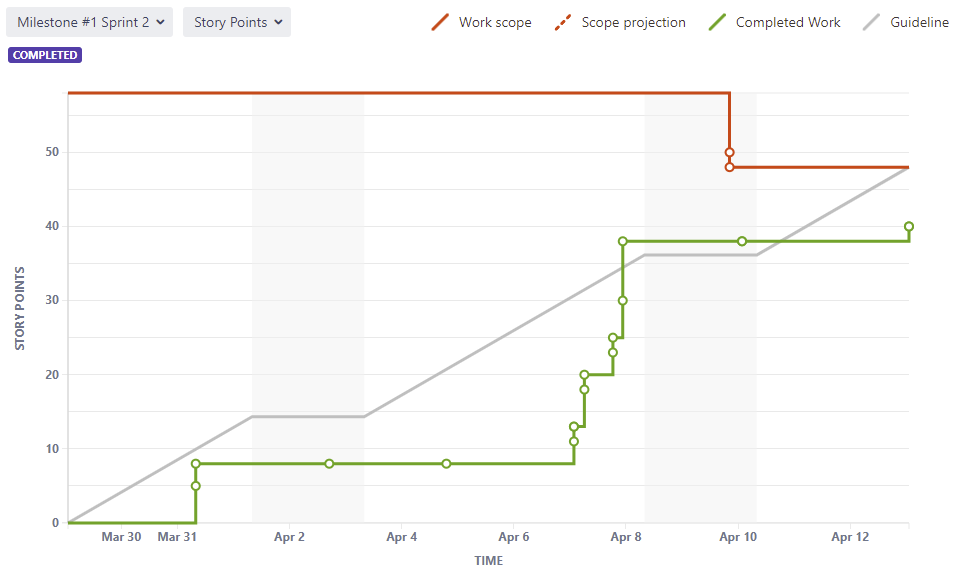 Milestone #1 Sprint 2 Story Points Work scope Scope projection Completed Work Guideline
COMPLETED
50
40
30
20
10
0
STORY POINTS
Mar 30 Mar 31 Apr 2 Apr 4 Apr 6 Apr 8 Apr 10 Apr 12
TIME